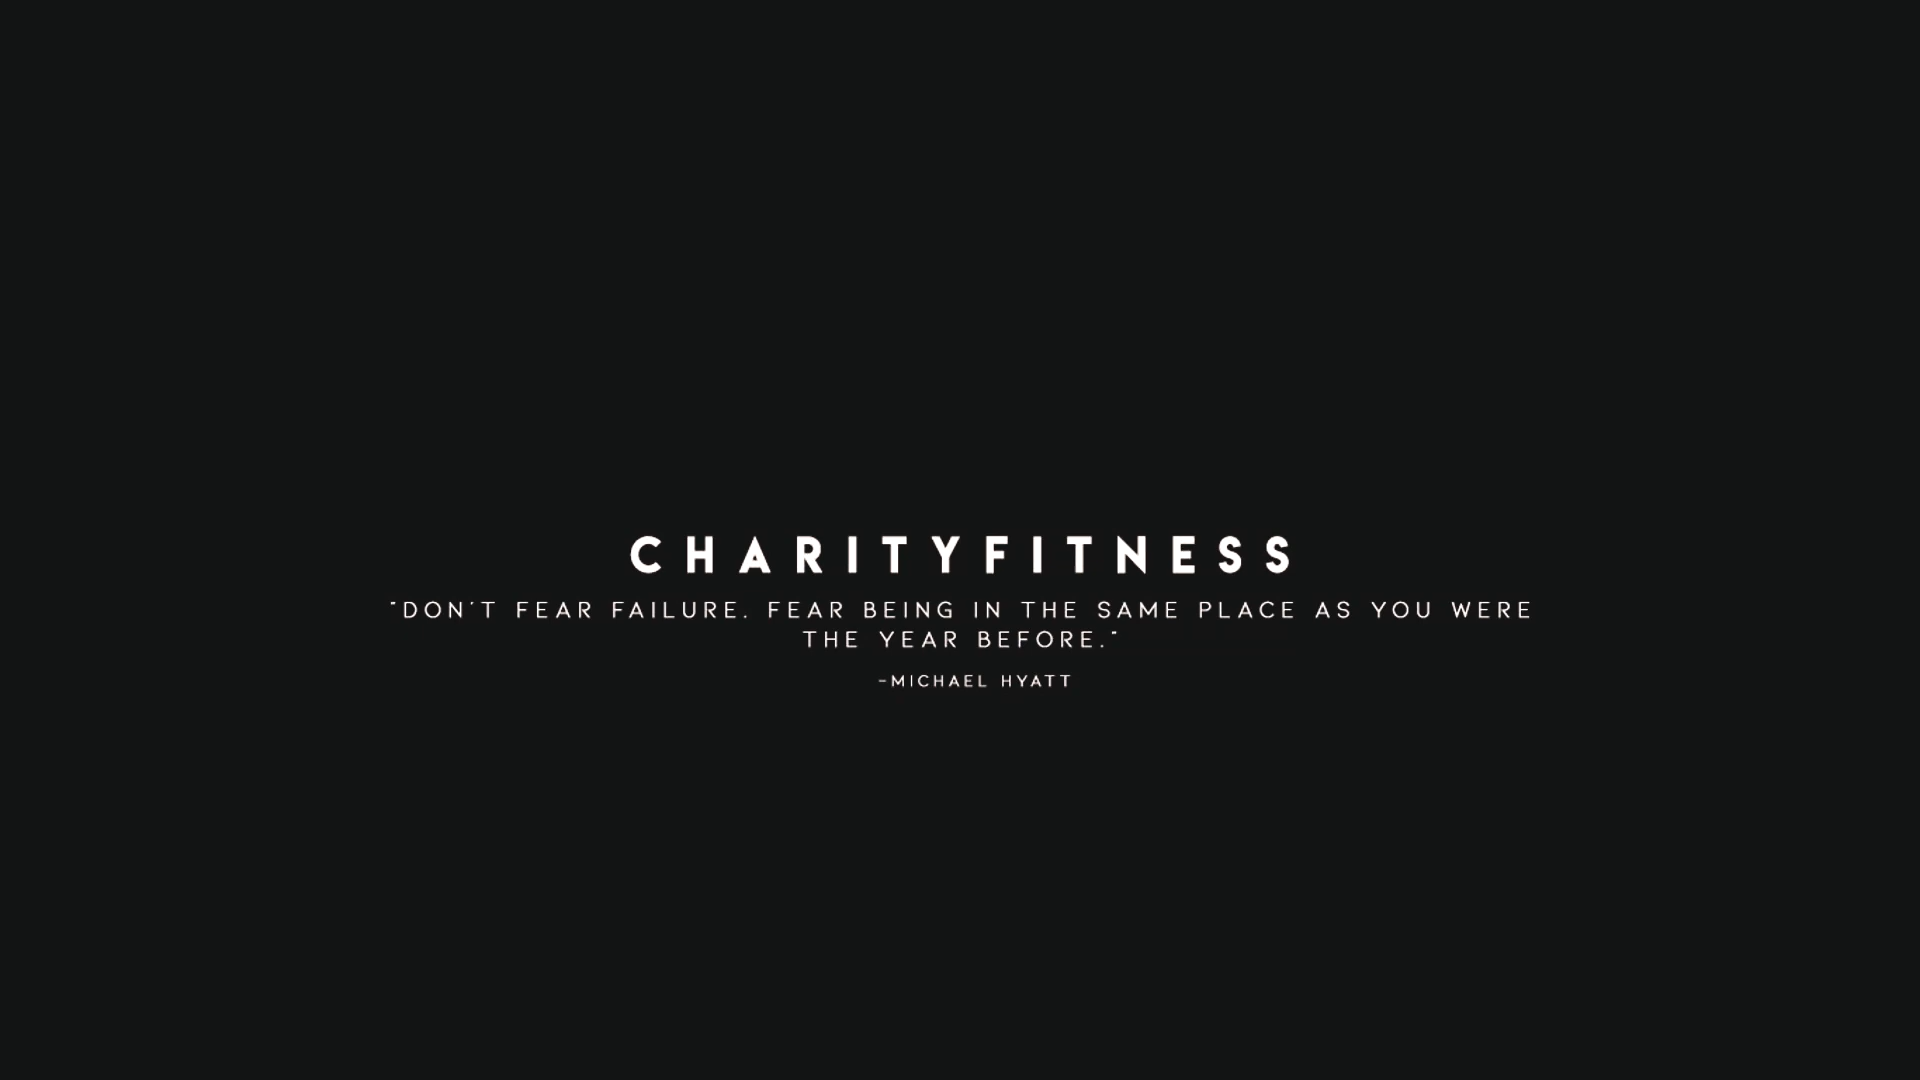 CHARITYFITNESS
"DON'T FEAR FAILURE. FEAR BEING IN THE SAME PLACE AS YOU WERE
THE YEAR BEFORE."
-MICHAEL HYATT